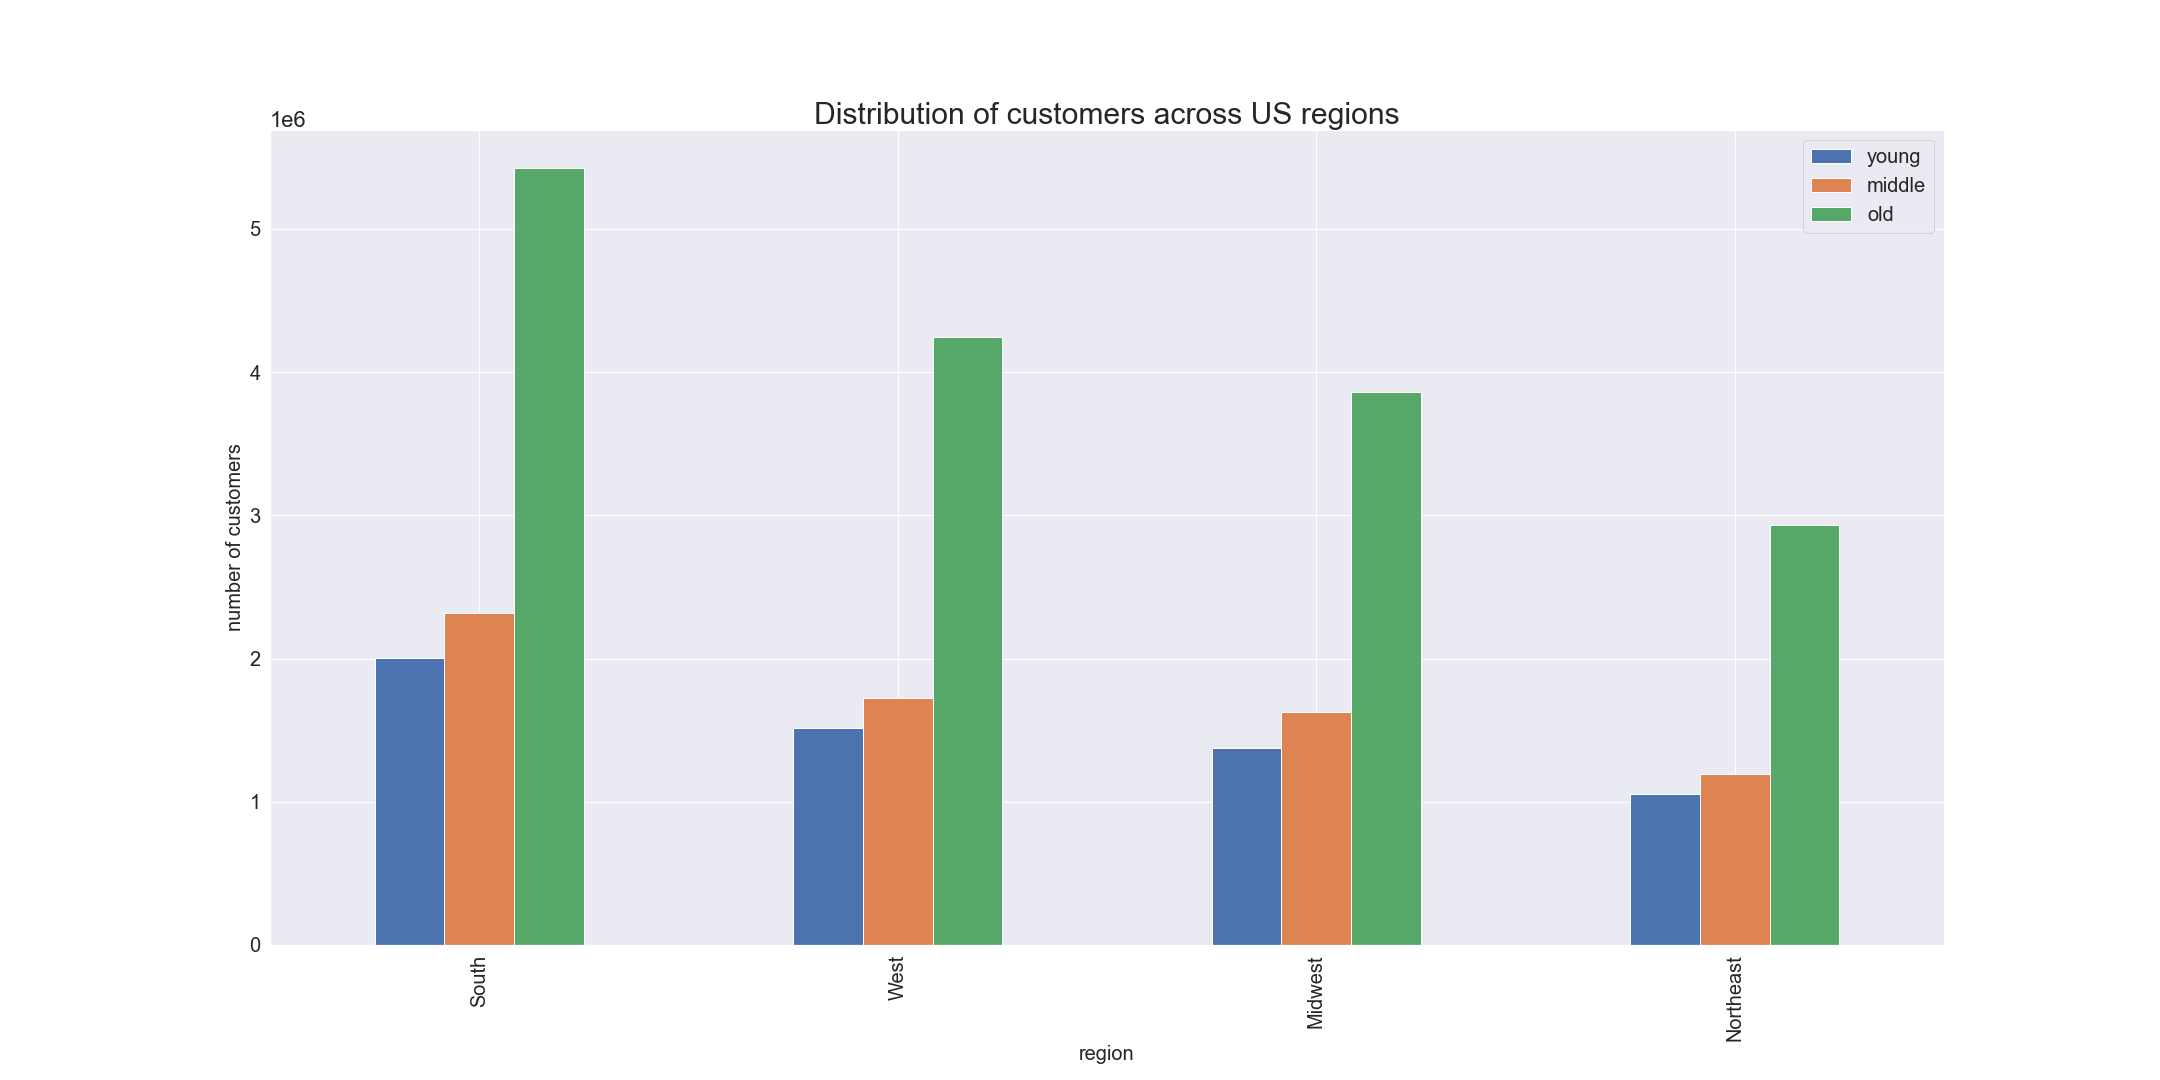 Distribution of customers across US regions
1e6
young
middle
old
5
4
3
2
1
0
number of customers
South
West
Midwest
Northeast
region